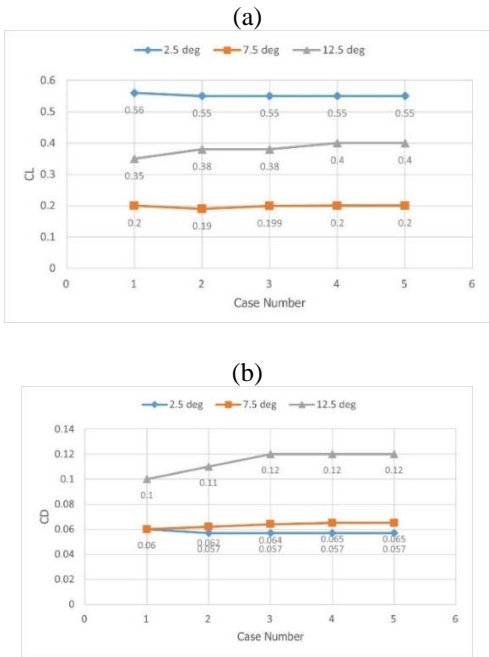 (a)
2.5 deg 7.5 deg 12.5 deg
0.6
0.5
0.4
0.3
0.2
0.1
0
CL
0.56 0.55 0.55 0.55 0.55
0.35 0.38 0.38 0.4 0.4
0.2 0.19 0.199 0.2 0.2
0 1 2 3 4 5 6
Case Number
(b)
2.5 deg 7.5 deg 12.5 deg
0.14
0.12
0.1
0.08
0.06
0.04
0.02
0
CD
0.1 0.11 0.12 0.12 0.12
0.06 0.062 0.064 0.065 0.065
0.057 0.057 0.057 0.057
0 1 2 3 4 5 6
Case Number